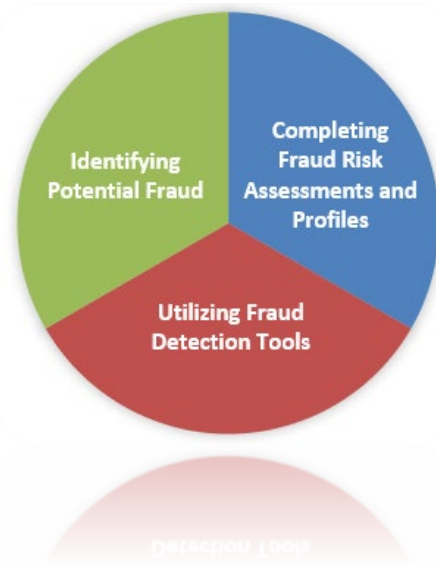 Identifying
Potential Fraud
Completing
Fraud Risk
Assessments and
Profiles
Utilizing Fraud
Detection Tools